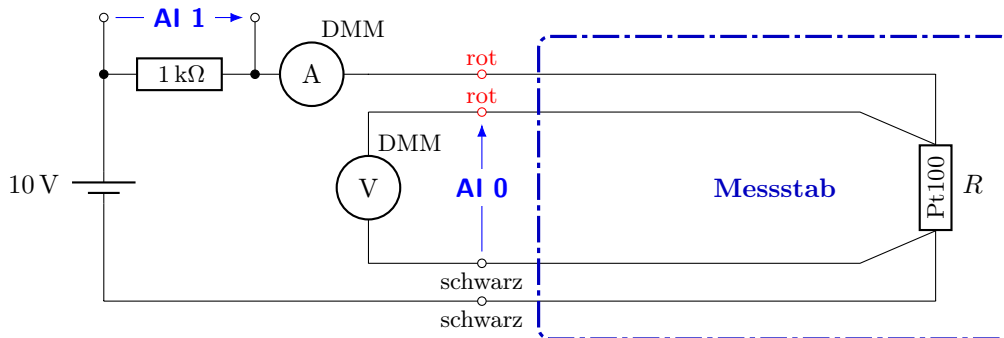 AI 1
DMM
1 kΩ
A
rot
rot
DMM
10 V
V
AI 0
Messstab
Pt100
R
schwarz
schwarz